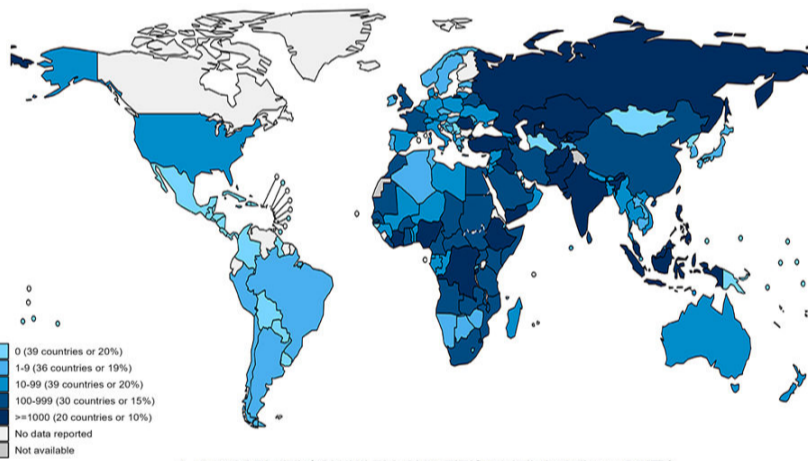 0 (39 countries or 20%)
1-9 (36 countries or 19%)
10-99 (39 countries or 20%)
100-999 (30 countries or 15%)
>=1000 (20 countries or 10%)
No data reported
Not available